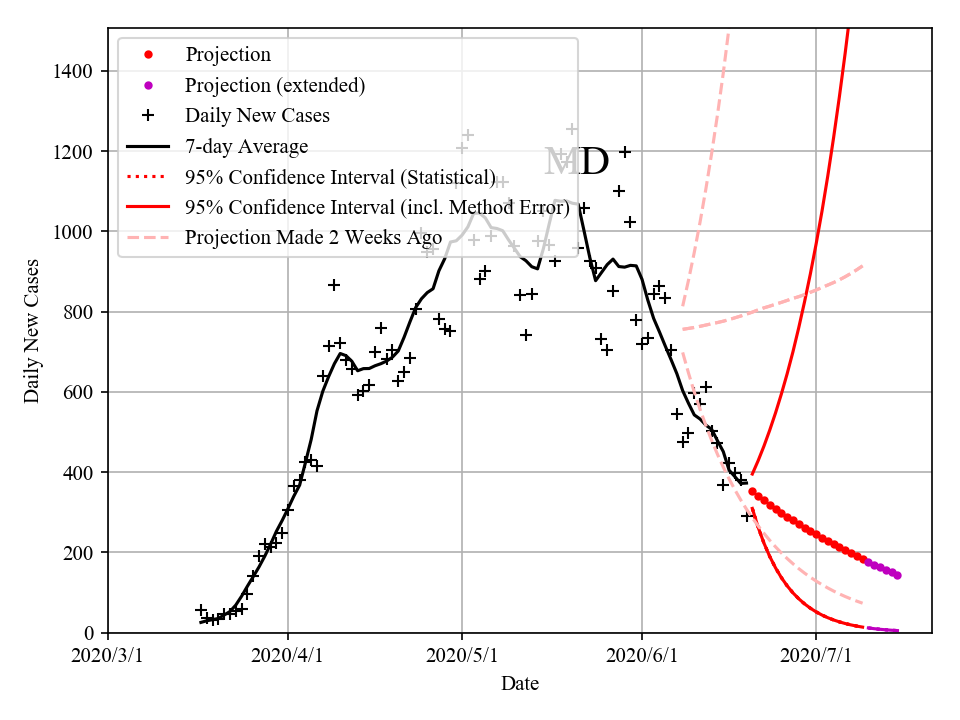 Projection
Projection (extended)
Daily New Cases
7-day Average
95% Confidence Interval (Statistical)
95% Confidence Interval (incl. Method Error)
Projection Made 2 Weeks Ago
MD
1400
1200
1000
800
600
400
200
0
Daily New Cases
2020/3/1 2020/4/1 2020/5/1 2020/6/1 2020/7/1
Date